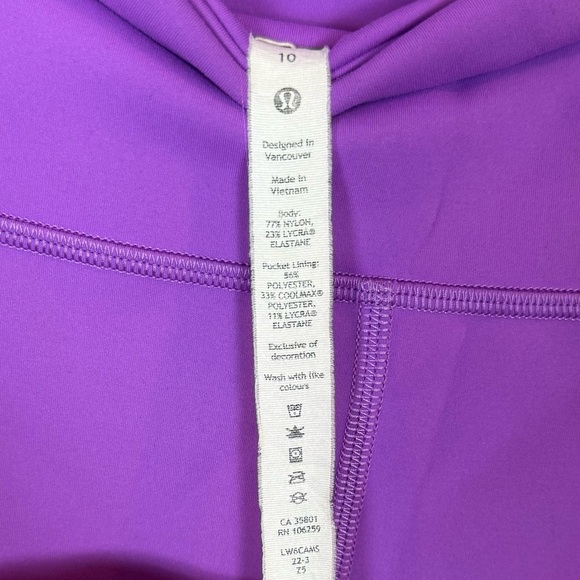 10
Designed in
Vancouver
Made in
Vietnam
Body:
77% NYLON,
23% LYCRA®
ELASTANE
Pocket Lining:
56%
POLYESTER,
33% COOLMAX®
POLYESTER,
11% LYCRA®
ELASTANE
Exclusive of
decoration
Wash with like
colours
CA 35801
RN 106259
LW6CAMS
22-3
Z5